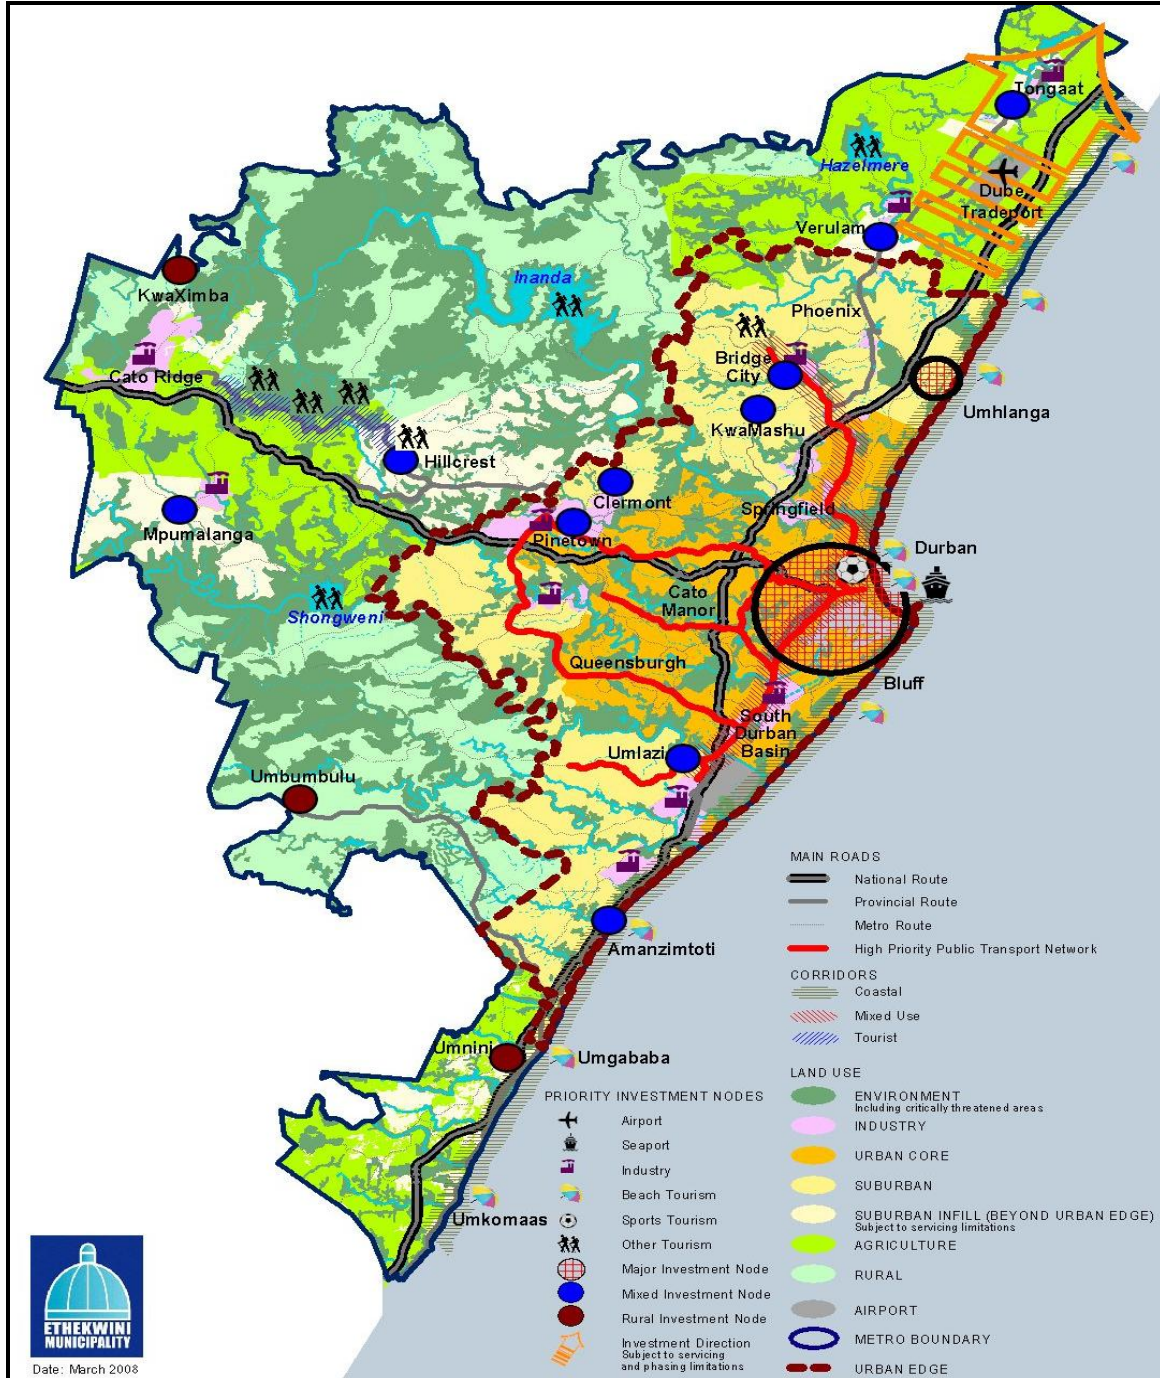 Tongaat
Hazelmere
Dube
Tradeport
Verulam
Inanda
KwaXimba
Phoenix
Bridge
City
Cato Ridge
Umhlanga
KwaMashu
Hillcrest
Clermont
Springfield
Mpumalanga
Pinetown
Durban
Cato
Manor
Shongweni
Queensburgh
Bluff
South
Durban
Basin
Umlazi
Umbumbulu
Amanzimtoti
Umnini
Umgababa
Umkomaas
MAIN ROADS
National Route
Provincial Route
Metro Route
High Priority Public Transport Network
CORRIDORS
Coastal
Mixed Use
Tourist
LAND USE
ENVIRONMENT
Including critically threatened areas
INDUSTRY
URBAN CORE
SUBURBAN
SUBURBAN INFILL (BEYOND URBAN EDGE)
Subject to servicing limitations
AGRICULTURE
RURAL
AIRPORT
METRO BOUNDARY
URBAN EDGE
PRIORITY INVESTMENT NODES
Airport
Seaport
Industry
Beach Tourism
Sports Tourism
Other Tourism
Major Investment Node
Mixed Investment Node
Rural Investment Node
Investment Direction
Subject to servicing
and phasing limitations
ETHEKWINI
MUNICIPALITY
Date: March 2008